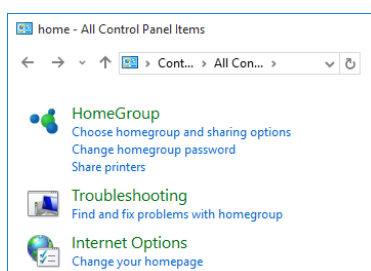 home - All Control Panel Items
Cont... > All Con... >
HomeGroup
Choose homegroup and sharing options
Change homegroup password
Share printers
Troubleshooting
Find and fix problems with homegroup
Internet Options
Change your homepage